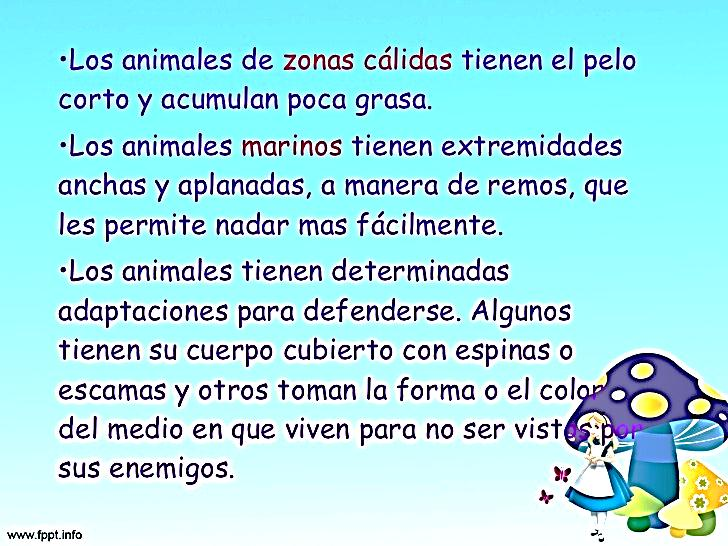 •Los animales de zonas cálidas tienen el pelo
corto y acumulan poca grasa.
•Los animales marinos tienen extremidades
anchas y aplanadas, a manera de remos, que
les permite nadar mas fácilmente.
•Los animales tienen determinadas
adaptaciones para defenderse. Algunos
tienen su cuerpo cubierto con espinas o
escamas y otros toman la forma o el color
del medio en que viven para no ser vistos por
sus enemigos.
www.fppt.info